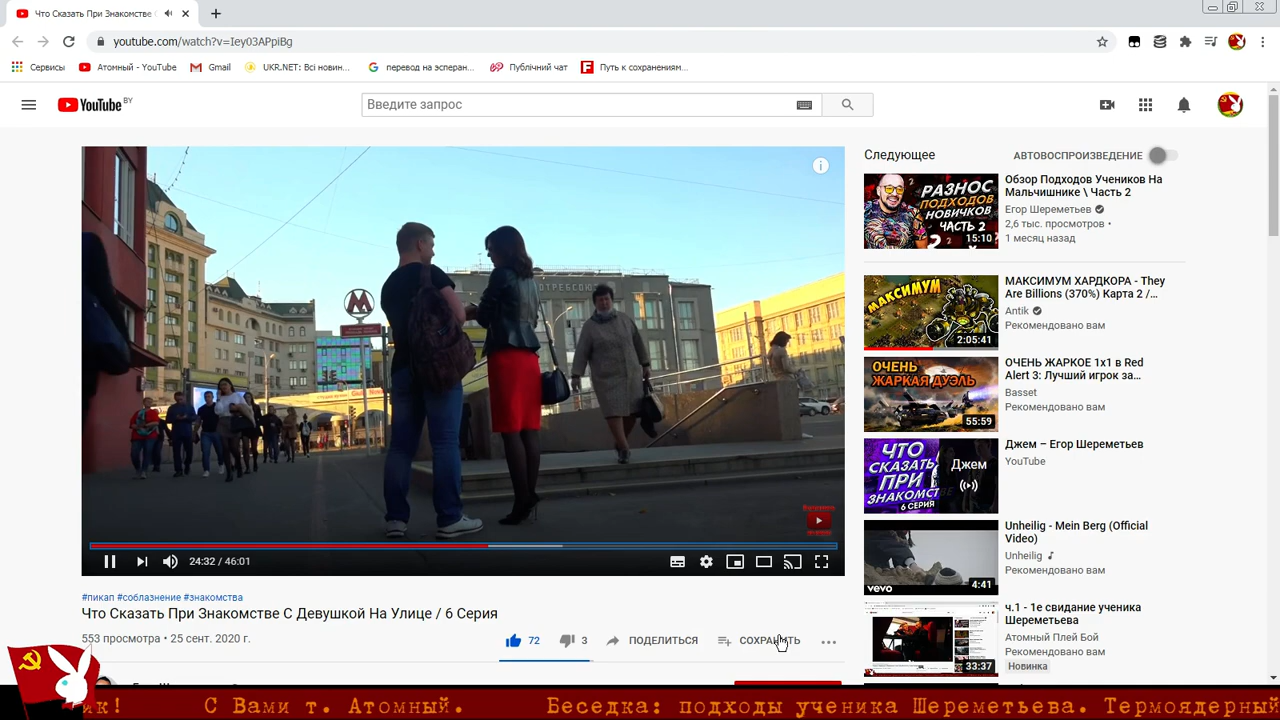 Что Сказать При Знакомстве
youtube.com/watch?v=Iey03APpiBg
Сервисы
Атомный - YouTube
Gmail
UKR.NET: Всі новин...
перевод на эсперан...
Публічний чат
Путь к сохранениям...
YouTube BY
Введите запрос
ПОТРЕБСОЮЗ
М
24:32 / 46:01
#пикап #соблазнение #знакомства
Что Сказать При Знакомстве С Девушкой На Улице / 6 Серия
553 просмотра • 25 сент. 2020 г.
72
3
ПОДЕЛИТЬСЯ
СОХРАНИТЬ
Следующее
АВТОВОСПРОИЗВЕДЕНИЕ
РАЗНОС
ПОДХОДОВ
НОВИЧКОВ
ЧАСТЬ 2
15:10
Обзор Подходов Учеников На
Мальчишнике \ Часть 2
Егор Шереметьев
2,6 тыс. просмотров •
1 месяц назад
МАКСИМУМ
2:05:41
МАКСИМУМ ХАРДКОРА - They
Are Billions (370%) Карта 2 /...
Antik
Рекомендовано вам
ОЧЕНЬ
ЖАРКАЯ ДУЭЛЬ
55:59
ОЧЕНЬ ЖАРКОЕ 1x1 в Red
Alert 3: Лучший игрок за...
Basset
Рекомендовано вам
ЧТО
СКАЗАТЬ
ПРИ
ЗНАКОМСТВЕ
6 СЕРИЯ
Джем
Джем – Егор Шереметьев
YouTube
vevo
4:41
Unheilig - Mein Berg (Official
Video)
Unheilig
Рекомендовано вам
33:37
ч.1 - 1е свидание ученика
Шереметьева
Атомный Плей Бой
Рекомендовано вам
Новинка
ик! С Вами т. Атомный. Беседка: подходы ученика Шереметьева. Термоядерный